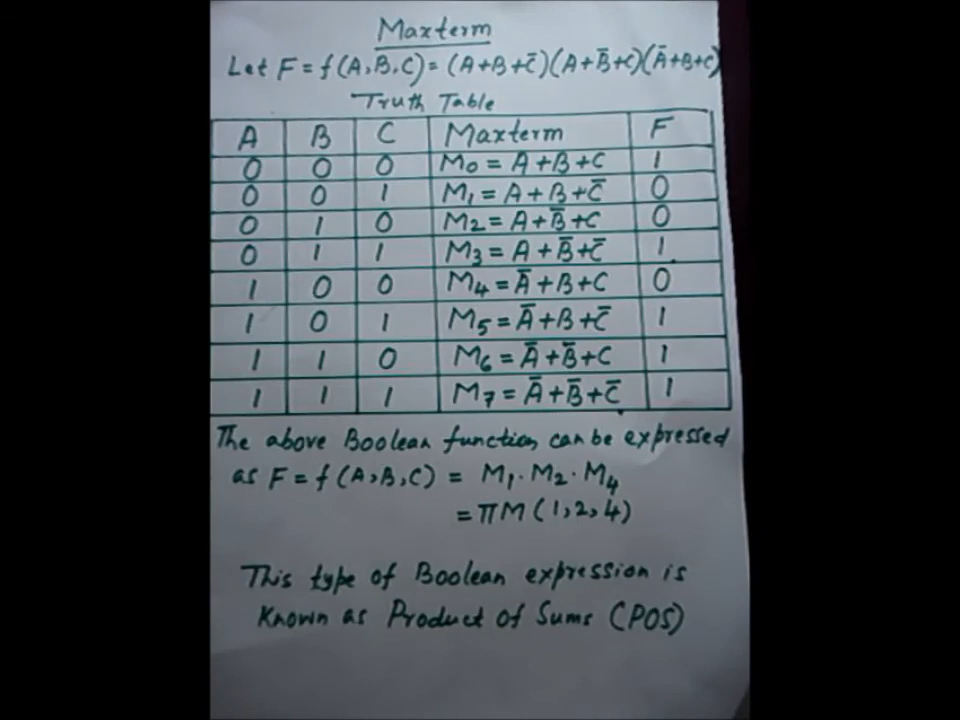 Maxterm
Let F = f(A,B,C) = (A+B+C̅)(A+B̅+C)(A̅+B+C)
Truth Table
A B C Maxterm F
0 0 0 M₀ = A+B+C 1
0 0 1 M₁ = A+B+C̅ 0
0 1 0 M₂ = A+B̅+C 0
0 1 1 M₃ = A+B̅+C̅ 1
1 0 0 M₄ = A̅+B+C 0
1 0 1 M₅ = A̅+B+C̅ 1
1 1 0 M₆ = A̅+B̅+C 1
1 1 1 M₇ = A̅+B̅+C̅ 1
The above Boolean function, can be expressed
as F = f(A,B,C) = M₁·M₂·M₄
= πM(1,2,4)
This type of Boolean expression is
Known as Product Of Sums (POS)